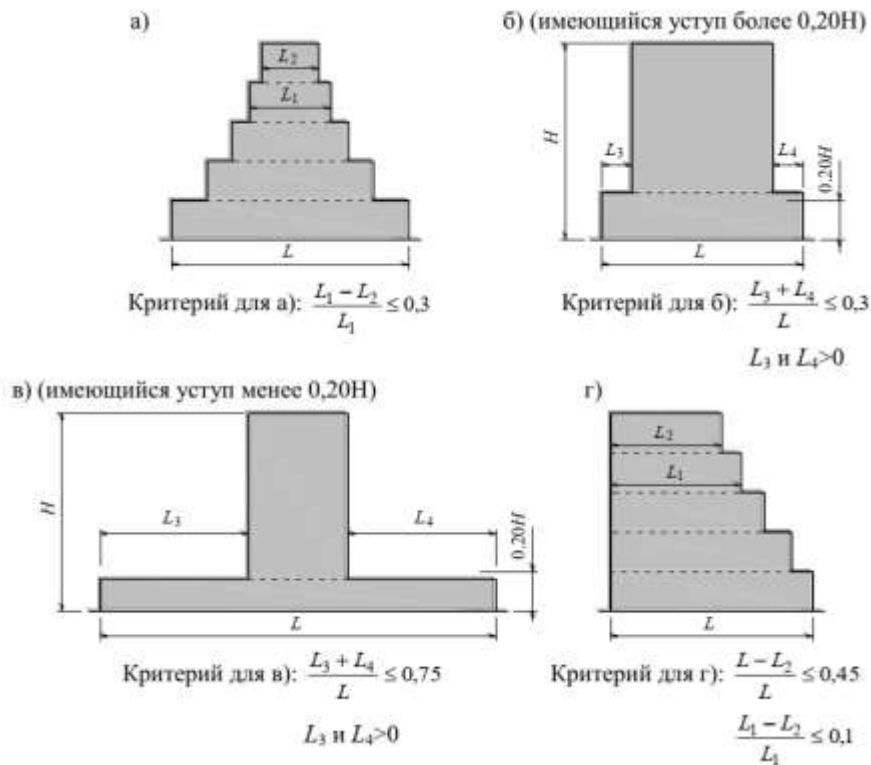 а)
б) (имеющийся уступ более 0,20Н)
L₂
L₁
L
H
L₃
L₄
0.20H
L
Критерий для а): (L₁ − L₂)/L₁ ≤ 0,3
Критерий для б): (L₃ + L₄)/L ≤ 0,3
L₃ и L₄>0
в) (имеющийся уступ менее 0,20Н)
г)
H
L₃
L₄
0.20H
L
L₂
L₁
L
Критерий для в): (L₃ + L₄)/L ≤ 0,75
L₃ и L₄>0
Критерий для г): (L − L₂)/L ≤ 0,45
(L₁ − L₂)/L₁ ≤ 0,1